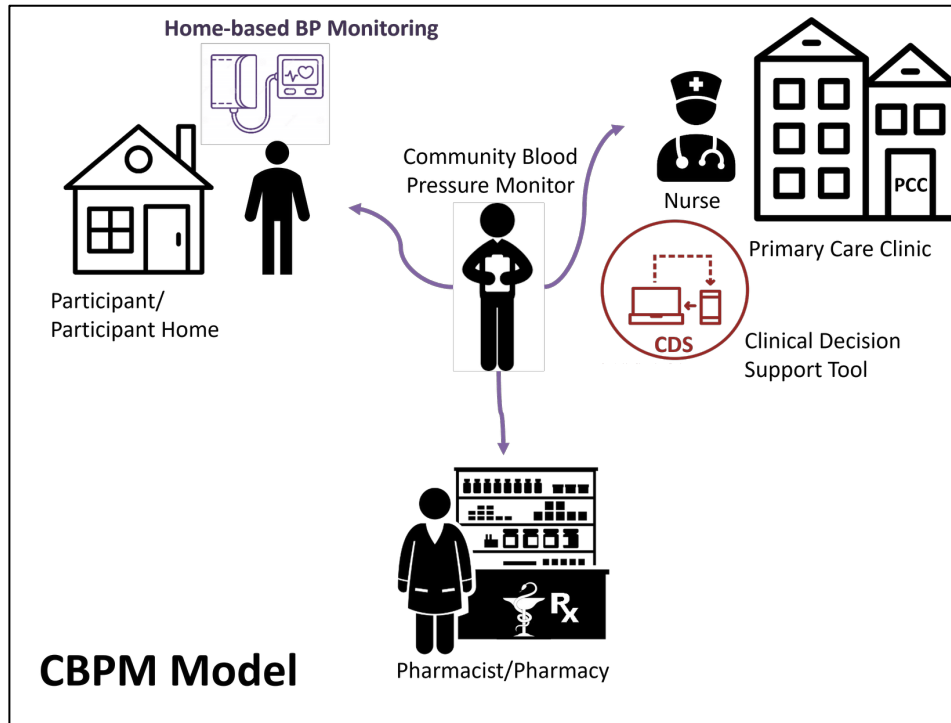 Home-based BP Monitoring
Community Blood
Pressure Monitor
Nurse
PCC
Primary Care Clinic
Participant/
Participant Home
CDS
Clinical Decision
Support Tool
Rx
Pharmacist/Pharmacy
CBPM Model